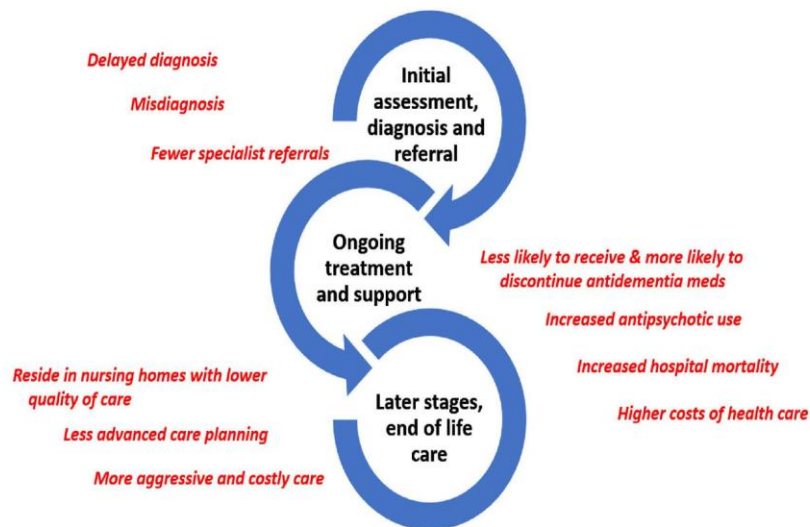 Delayed diagnosis
Misdiagnosis
Fewer specialist referrals
Initial
assessment,
diagnosis and
referral
Ongoing
treatment
and support
Less likely to receive & more likely to
discontinue antidementia meds
Increased antipsychotic use
Increased hospital mortality
Higher costs of health care
Reside in nursing homes with lower
quality of care
Less advanced care planning
More aggressive and costly care
Later stages,
end of life
care